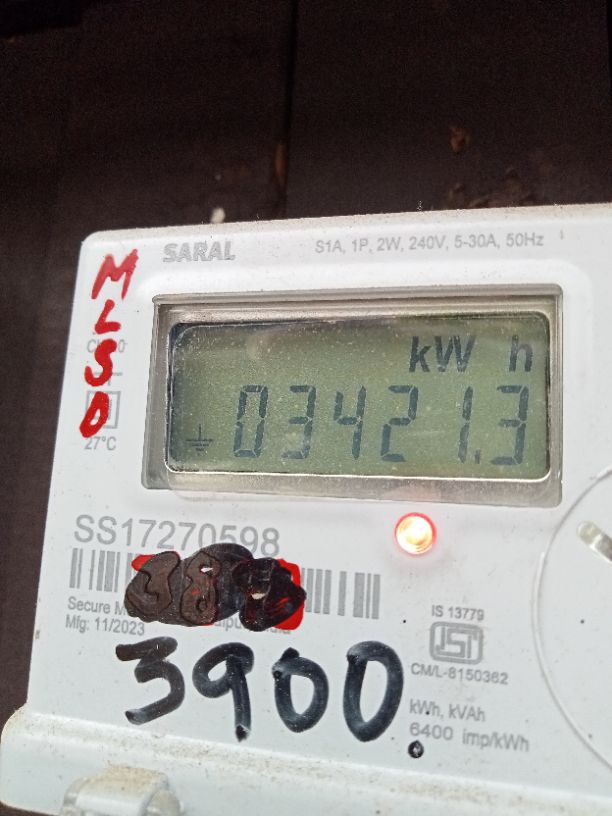 SARAL
S1A, 1P, 2W, 240V, 5-30A, 50Hz
MLSD
27°C
kW h
03421.3
SS17270598
Secure
Mfg: 11/2023
3900.
IS 13779
CM/L-8150362
kWh, kVAh
6400 imp/kWh